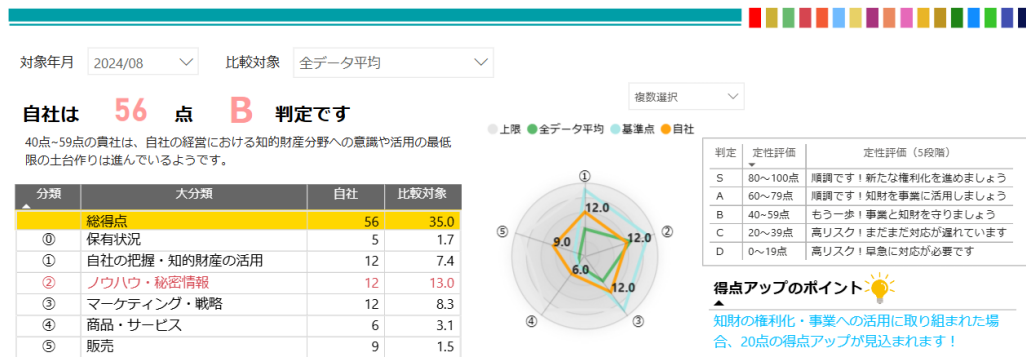 対象年月 2024/08 比較対象 全データ平均
自社は 56 点 B 判定です
40点~59点の貴社は、自社の経営における知的財産分野への意識や活用の最低
限の土台作りは進んでいるようです。
分類 大分類 自社 比較対象
総得点 56 35.0
⓪ 保有状況 5 1.7
① 自社の把握・知的財産の活用 12 7.4
② ノウハウ・秘密情報 12 13.0
③ マーケティング・戦略 12 8.3
④ 商品・サービス 6 3.1
⑤ 販売 9 1.5
複数選択
上限 全データ平均 基準点 自社
①
12.0
⑤ ②
9.0 12.0
6.0
12.0
④ ③
判定 定性評価 定性評価（5段階）
S 80～100点 順調です！新たな権利化を進めましょう
A 60～79点 順調です！知財を事業に活用しましょう
B 40~59点 もう一歩！事業と知財を守りましょう
C 20～39点 高リスク！まだまだ対応が遅れています
D 0～19点 高リスク！早急に対応が必要です
得点アップのポイント
知財の権利化・事業への活用に取り組まれた場
合、20点の得点アップが見込まれます！